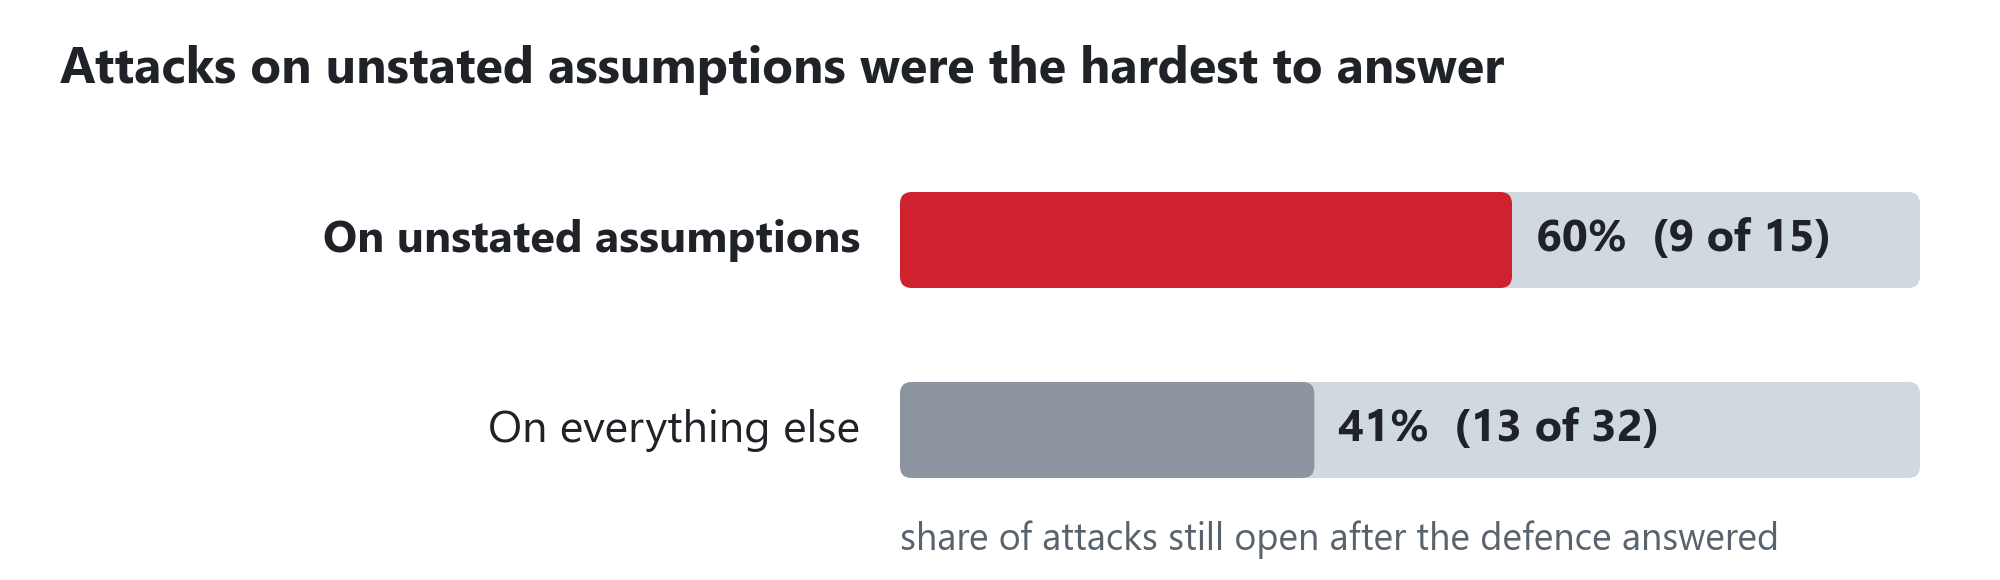 Attacks on unstated assumptions were the hardest to answer
On unstated assumptions 60% (9 of 15)
On everything else 41% (13 of 32)
share of attacks still open after the defence answered